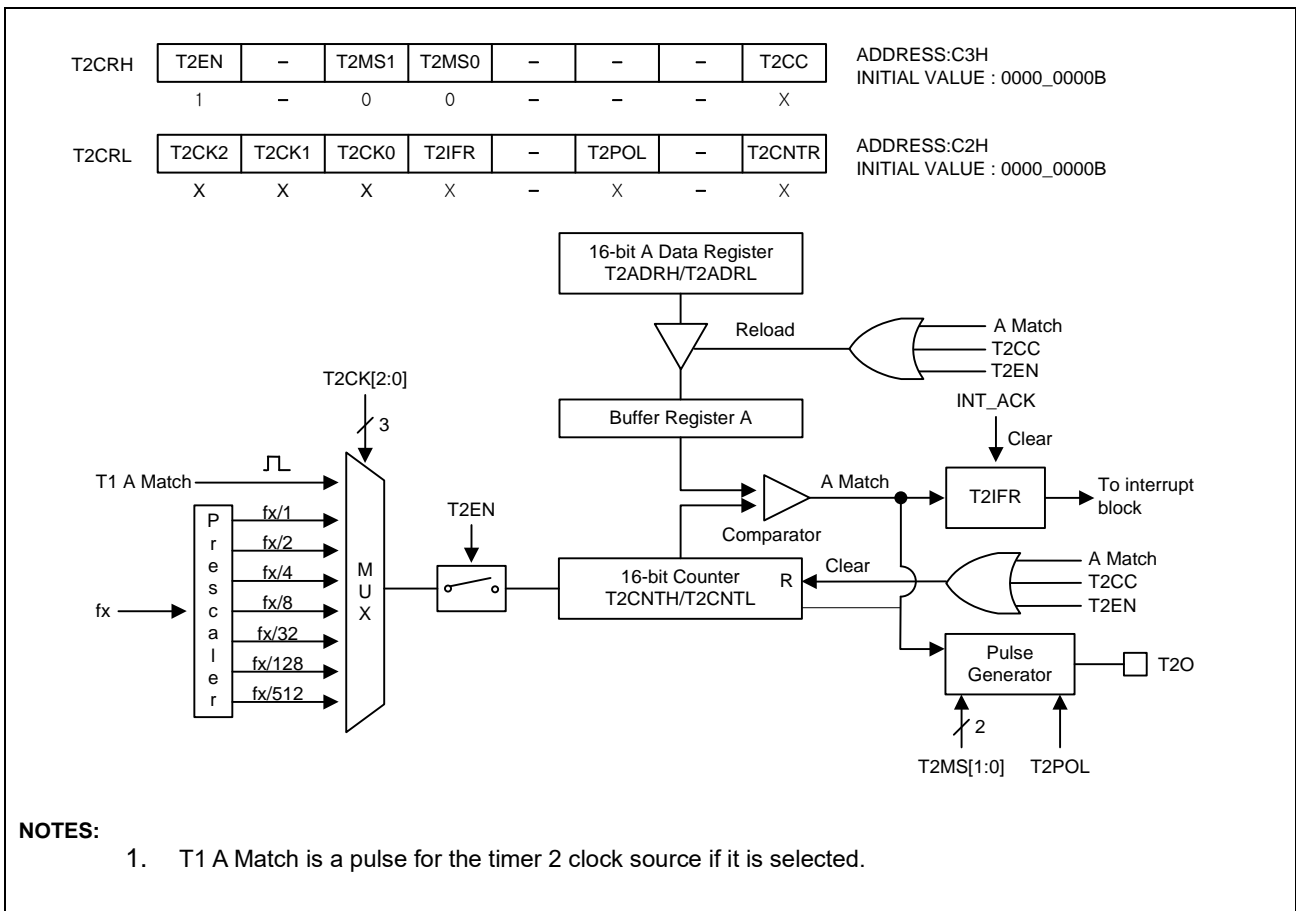 T2CRH T2EN – T2MS1 T2MS0 – – – T2CC ADDRESS:C3H
INITIAL VALUE : 0000_0000B
1 – 0 0 – – – X
T2CRL T2CK2 T2CK1 T2CK0 T2IFR – T2POL – T2CNTR ADDRESS:C2H
INITIAL VALUE : 0000_0000B
X X X X – X – X
16-bit A Data Register
T2ADRH/T2ADRL
Reload
A Match
T2CC
T2EN
T2CK[2:0]
3
Buffer Register A
INT_ACK
Clear
T1 A Match
A Match
T2IFR
To interrupt
block
Comparator
T2EN
fx
Prescaler
fx/1
fx/2
fx/4
fx/8
fx/32
fx/128
fx/512
MUX
16-bit Counter
T2CNTH/T2CNTL
R
Clear
A Match
T2CC
T2EN
Pulse
Generator
T2O
2
T2MS[1:0]
T2POL
NOTES:
1. T1 A Match is a pulse for the timer 2 clock source if it is selected.